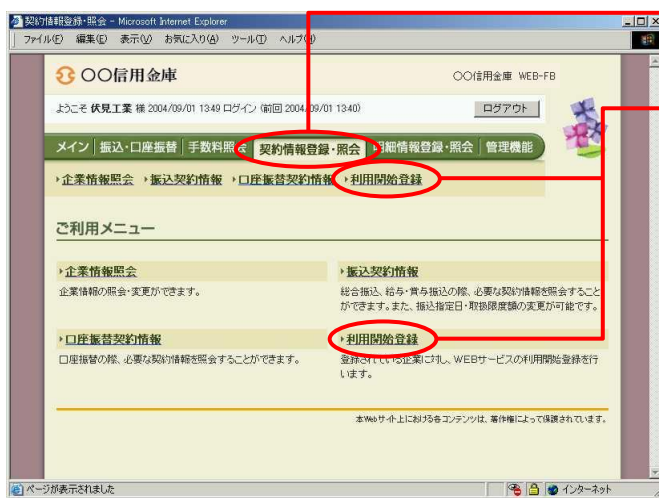 契約情報登録・照会 - Microsoft Internet Explorer
ファイル(F) 編集(E) 表示(V) お気に入り(A) ツール(T) ヘルプ(H)
〇〇信用金庫
〇〇信用金庫 WEB-FB
ようこそ 伏見工業 様 2004/09/01 1349 ログイン (前回 2004/09/01 1340)
ログアウト
メイン 振込・口座振替 手数料照会 契約情報登録・照会 明細情報登録・照会 管理機能
企業情報照会 振込契約情報 口座振替契約情報 利用開始登録
ご利用メニュー
企業情報照会
企業情報の照会・変更ができます。
振込契約情報
総合振込、給与・賞与振込の際、必要な契約情報を照会すること
ができます。また、振込指定日・取扱限度額の変更が可能です。
口座振替契約情報
口座振替の際、必要な契約情報を照会することができます。
利用開始登録
登録されている企業に対し、WEBサービスの利用開始登録を行
います。
本Webサイト上における各コンテンツは、著作権によって保護されています。
ページが表示されました
インターネット